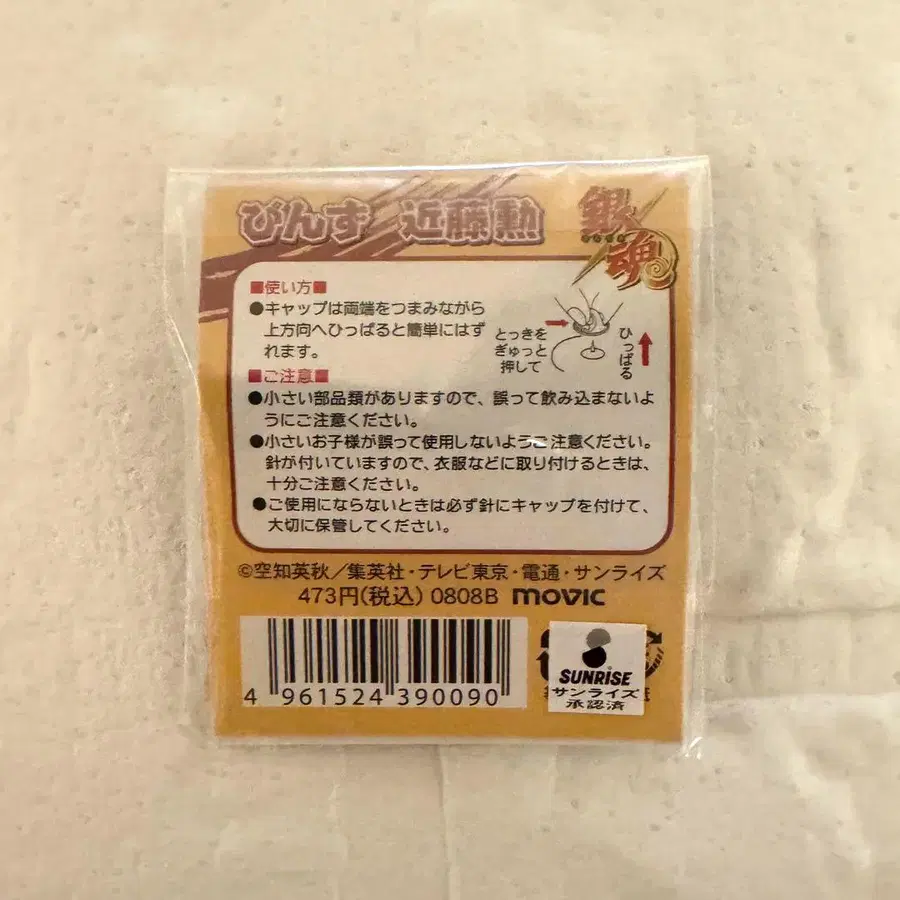 ぴんず 近藤勲
銀魂
■使い方■
●キャップは両端をつまみながら
上方向へひっぱると簡単にはず
れます。
とっきを
ぎゅっと
押して
ひっぱる
■ご注意■
●小さい部品類がありますので、誤って飲み込まないよ
うにご注意ください。
●小さいお子様が誤って使用しないようご注意ください。
針が付いていますので、衣服などに取り付けるときは、
十分ご注意ください。
●ご使用にならないときは必ず針にキャップを付けて、
大切に保管してください。
©空知英秋／集英社・テレビ東京・電通・サンライズ
473円(税込) 0808B movic
4 961524 390090
SUNRISE
サンライズ
承認済